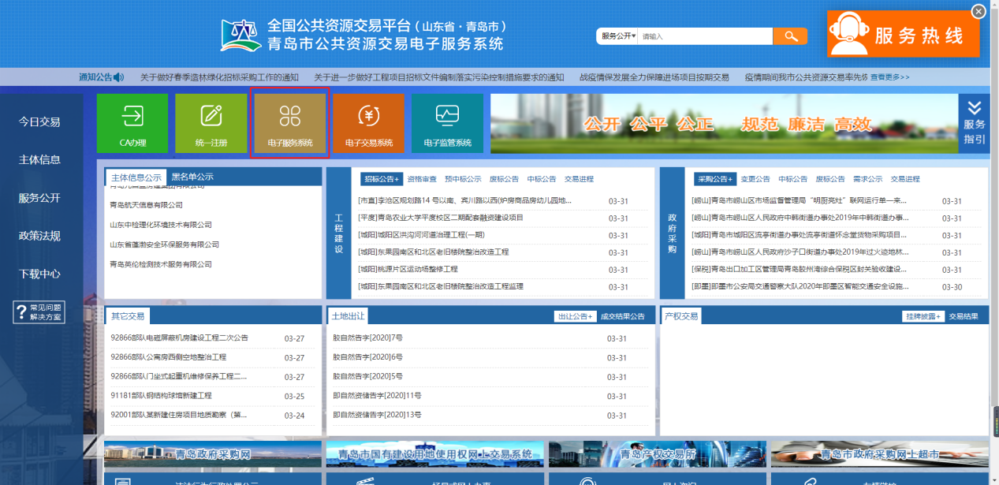 全国公共资源交易平台（山东省·青岛市）
青岛市公共资源交易电子服务系统
服务公开▾ 请输入
服务热线
通知公告 关于做好春季造林绿化招标采购工作的通知 关于进一步做好工程项目招标文件编制落实污染控制措施要求的通知 战疫情保发展全力保障进场项目按期交易 疫情期间我市公共资源交易率先恢 查看更多>>
今日交易
主体信息
服务公开
政策法规
下载中心
? 常见问题
解决方案
CA办理
统一注册
电子服务系统
电子交易系统
电子监管系统
公开 公平 公正 规范 廉洁 高效
服务
指引
主体信息公示 黑名单公示
青岛航天信息有限公司
山东中检理化环境技术有限公司
山东省蓬渤安全环保服务有限公司
青岛英伦检测技术服务有限公司
工程建设
招标公告+ 资格审查 预中标公示 废标公告 中标公告 交易进程
[市直]李沧区规划路14 号以南、宾川路以西(炉房商品房幼儿园地... 03-31
[平度]青岛农业大学平度校区二期配套融资建设项目 03-31
[城阳]城阳区洪沟河河道治理工程(一期) 03-31
[城阳]东果园南区和北区老旧楼院整治改造工程 03-31
[城阳]桃源片区运动场整修工程 03-31
[城阳]东果园南区和北区老旧楼院整治改造工程监理 03-31
政府采购
采购公告+ 变更公告 中标公告 废标公告 需求公示 交易进程
[崂山]青岛市崂山区市场监督管理局“明厨亮灶”联网运行单一来... 03-31
[崂山]青岛市崂山区人民政府中韩街道办事处2019年中韩街道办事... 03-31
[城阳]青岛市城阳区流亭街道办事处流亭街道怀念堂货物采购项目... 03-31
[崂山]青岛市崂山区人民政府沙子口街道办事处2019年过火迹地林... 03-31
[保税]青岛出口加工区管理局青岛胶州湾综合保税区封关验收建设... 03-31
[即墨]即墨市公安局交通警察大队2020年即墨区智能交通安全设施... 03-30
其它交易
92866部队电磁屏蔽机房建设工程二次公告 03-27
92866部队公寓房西侧空地整治工程 03-27
92866部队门坐式起重机维修保养工程二... 03-27
91181部队钢结构球馆新建工程 03-25
92001部队某新建住房项目地质勘察（第... 03-24
土地出让 出让公告+ 成交结果公告
胶自然告字[2020]7号 03-31
胶自然告字[2020]6号 03-31
胶自然告字[2020]5号 03-31
即自然资储告字[2020]11号 03-31
即自然资储告字[2020]13号 03-31
产权交易 挂牌披露+ 交易结果
青岛政府采购网
青岛市国有建设用地使用权网上交易系统
青岛产权交易所
青岛市政府采购网上超市